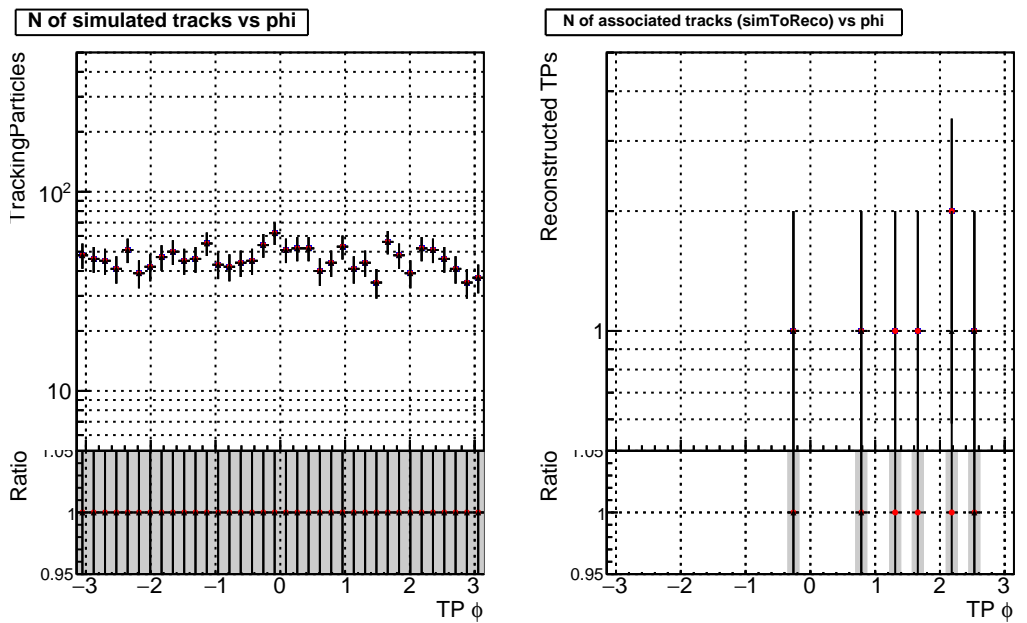 N of simulated tracks vs phi
TrackingParticles
10²
10
Ratio
1.05
1
0.95
−3 −2 −1 0 1 2 3
TP ϕ
N of associated tracks (simToReco) vs phi
Reconstructed TPs
1
Ratio
1.05
1
0.95
−3 −2 −1 0 1 2 3
TP ϕ